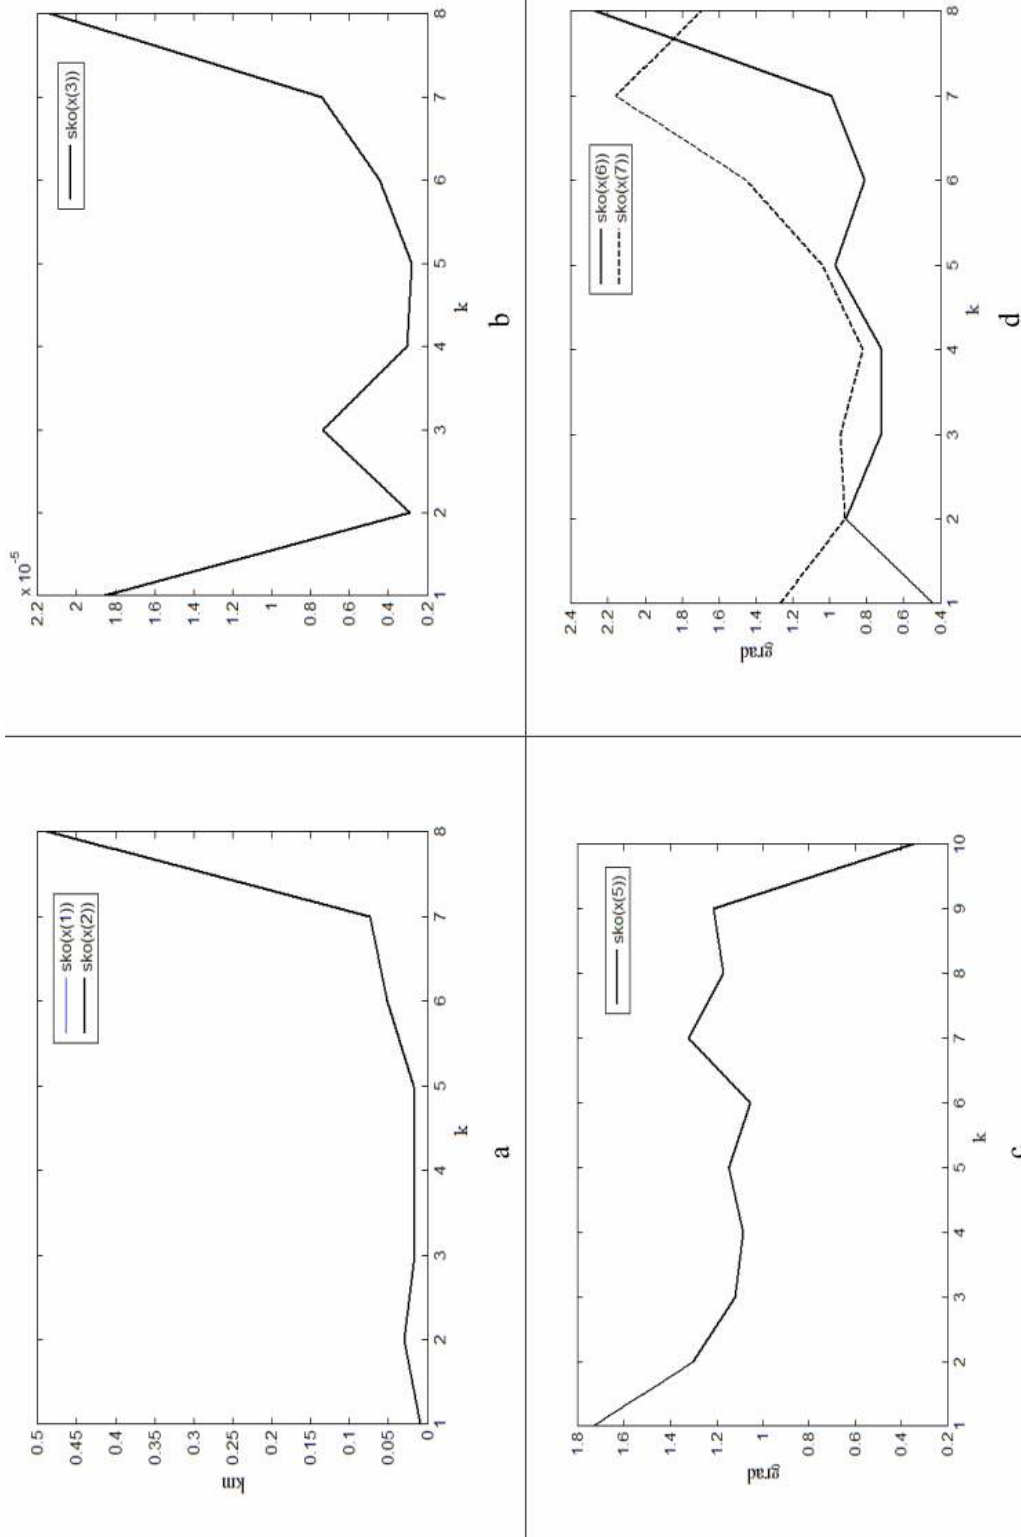 0.5
0.45
0.4
0.35
0.3
0.25
0.2
0.15
0.1
0.05
0
km
sko(x(1))
sko(x(2))
1 2 3 4 5 6 7 8
k
a
x 10-5
2.2
2
1.8
1.6
1.4
1.2
1
0.8
0.6
0.4
0.2
sko(x(3))
1 2 3 4 5 6 7 8
k
b
1.8
1.6
1.4
1.2
1
0.8
0.6
0.4
0.2
grad
sko(x(5))
1 2 3 4 5 6 7 8 9 10
k
c
2.4
2.2
2
1.8
1.6
1.4
1.2
1
0.8
0.6
0.4
grad
sko(x(6))
sko(x(7))
1 2 3 4 5 6 7 8
k
d